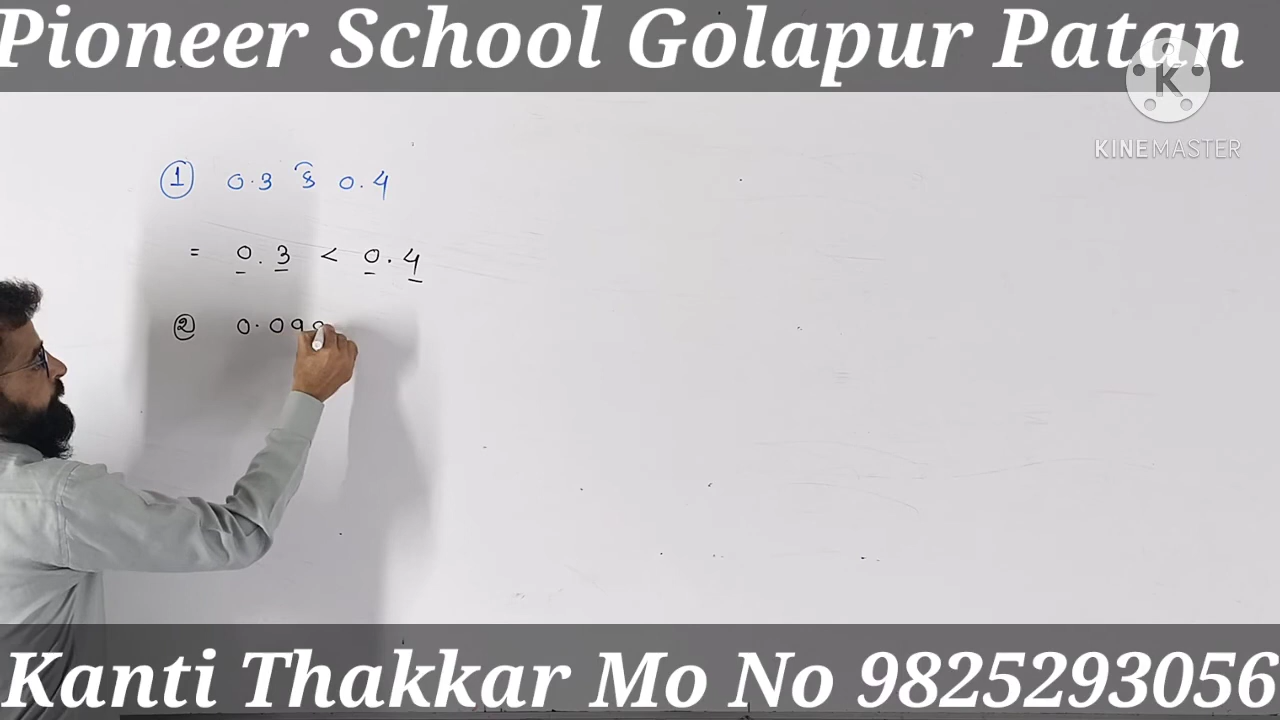 Pioneer School Golapur Patan
KINEMASTER
① 0.3 કે 0.4
= 0.3 < 0.4
② 0.09
Kanti Thakkar Mo No 9825293056